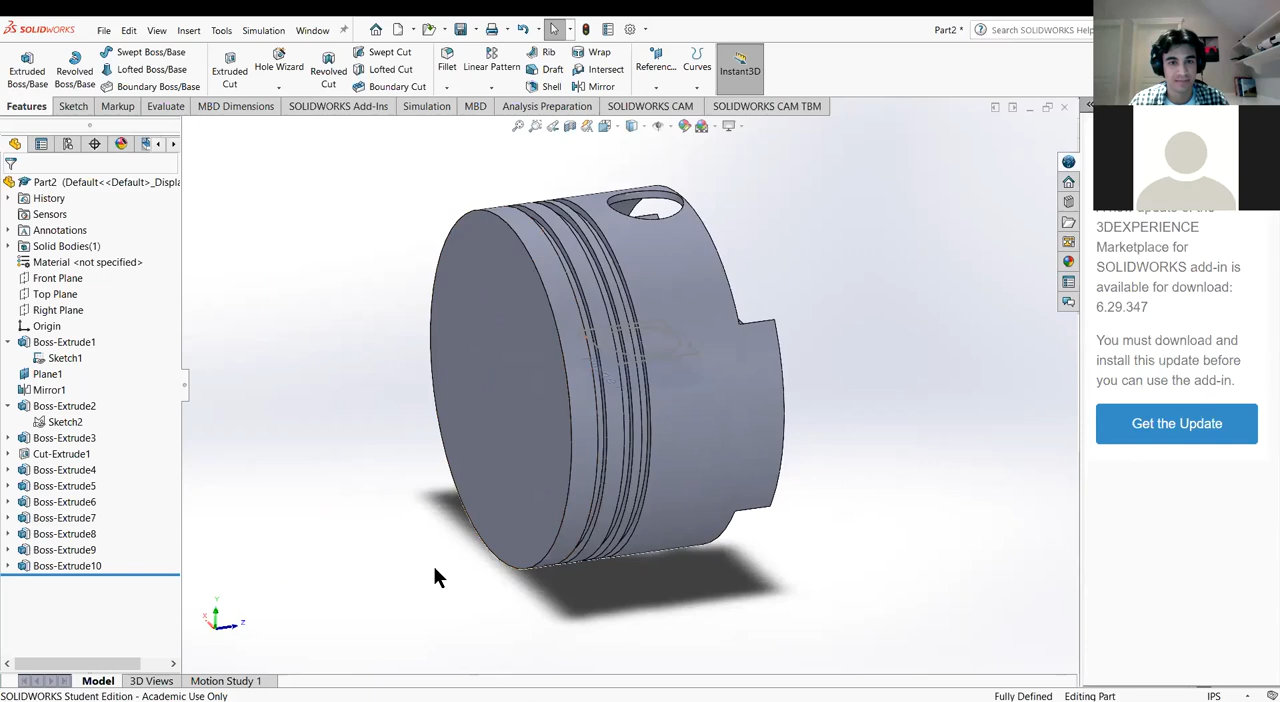 SOLIDWORKS File Edit View Insert Tools Simulation Window Part2 * Search SOLIDWORKS Help
Extruded Boss/Base
Revolved Boss/Base
Swept Boss/Base
Lofted Boss/Base
Boundary Boss/Base
Extruded Cut
Hole Wizard
Revolved Cut
Swept Cut
Lofted Cut
Boundary Cut
Fillet
Linear Pattern
Rib
Draft
Shell
Wrap
Intersect
Mirror
Referenc...
Curves
Instant3D
Features Sketch Markup Evaluate MBD Dimensions SOLIDWORKS Add-Ins Simulation MBD Analysis Preparation SOLIDWORKS CAM SOLIDWORKS CAM TBM
Part2 (Default<<Default>_Displa
History
Sensors
Annotations
Solid Bodies(1)
Material <not specified>
Front Plane
Top Plane
Right Plane
Origin
Boss-Extrude1
Sketch1
Plane1
Mirror1
Boss-Extrude2
Sketch2
Boss-Extrude3
Cut-Extrude1
Boss-Extrude4
Boss-Extrude5
Boss-Extrude6
Boss-Extrude7
Boss-Extrude8
Boss-Extrude9
Boss-Extrude10
Y
X
Z
3DEXPERIENCE
Marketplace for
SOLIDWORKS add-in is
available for download:
6.29.347
You must download and
install this update before
you can use the add-in.
Get the Update
Model 3D Views Motion Study 1
SOLIDWORKS Student Edition - Academic Use Only Fully Defined Editing Part IPS